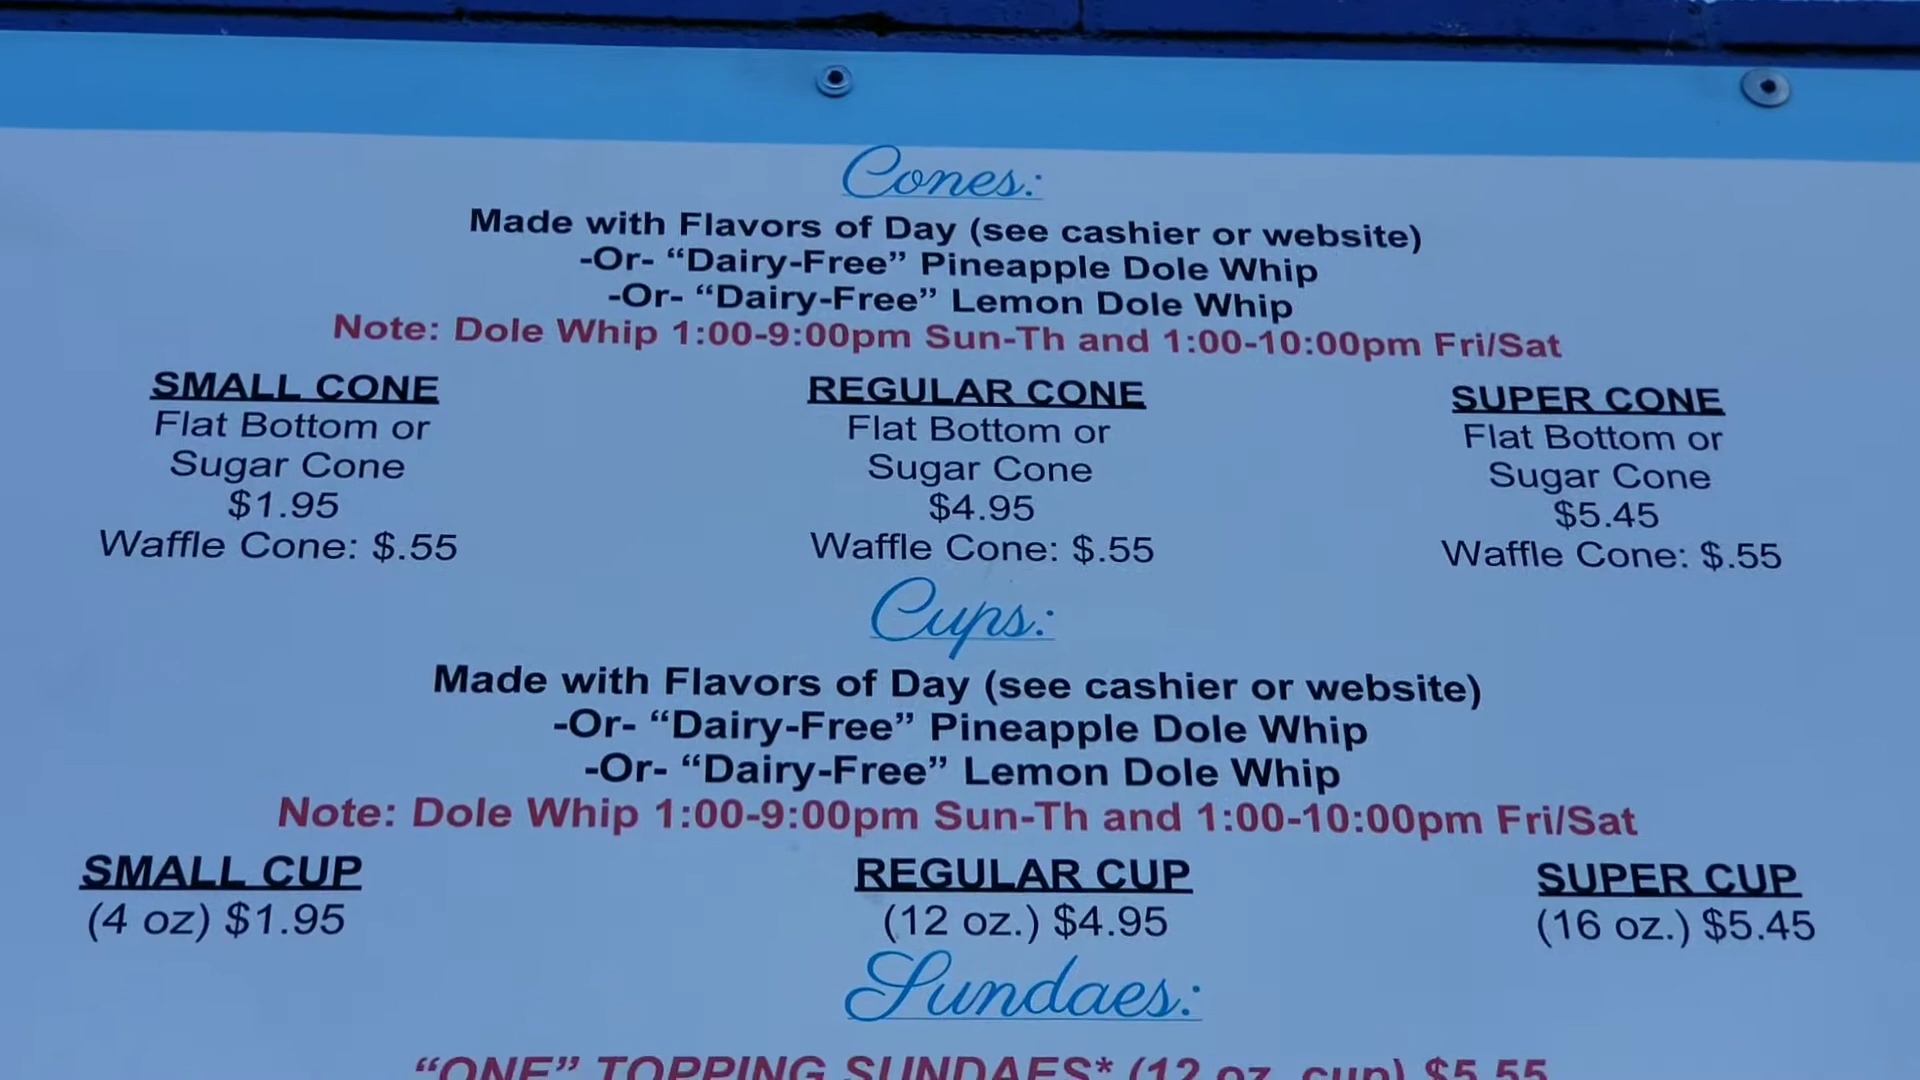 Cones:
Made with Flavors of Day (see cashier or website)
-Or- “Dairy-Free” Pineapple Dole Whip
-Or- “Dairy-Free” Lemon Dole Whip
Note: Dole Whip 1:00-9:00pm Sun-Th and 1:00-10:00pm Fri/Sat
SMALL CONE
Flat Bottom or
Sugar Cone
$1.95
Waffle Cone: $.55
REGULAR CONE
Flat Bottom or
Sugar Cone
$4.95
Waffle Cone: $.55
SUPER CONE
Flat Bottom or
Sugar Cone
$5.45
Waffle Cone: $.55
Cups:
Made with Flavors of Day (see cashier or website)
-Or- “Dairy-Free” Pineapple Dole Whip
-Or- “Dairy-Free” Lemon Dole Whip
Note: Dole Whip 1:00-9:00pm Sun-Th and 1:00-10:00pm Fri/Sat
SMALL CUP
(4 oz) $1.95
REGULAR CUP
(12 oz.) $4.95
SUPER CUP
(16 oz.) $5.45
Sundaes:
“ONE” TOPPING SUNDAES* (12 oz. cup) $5.55